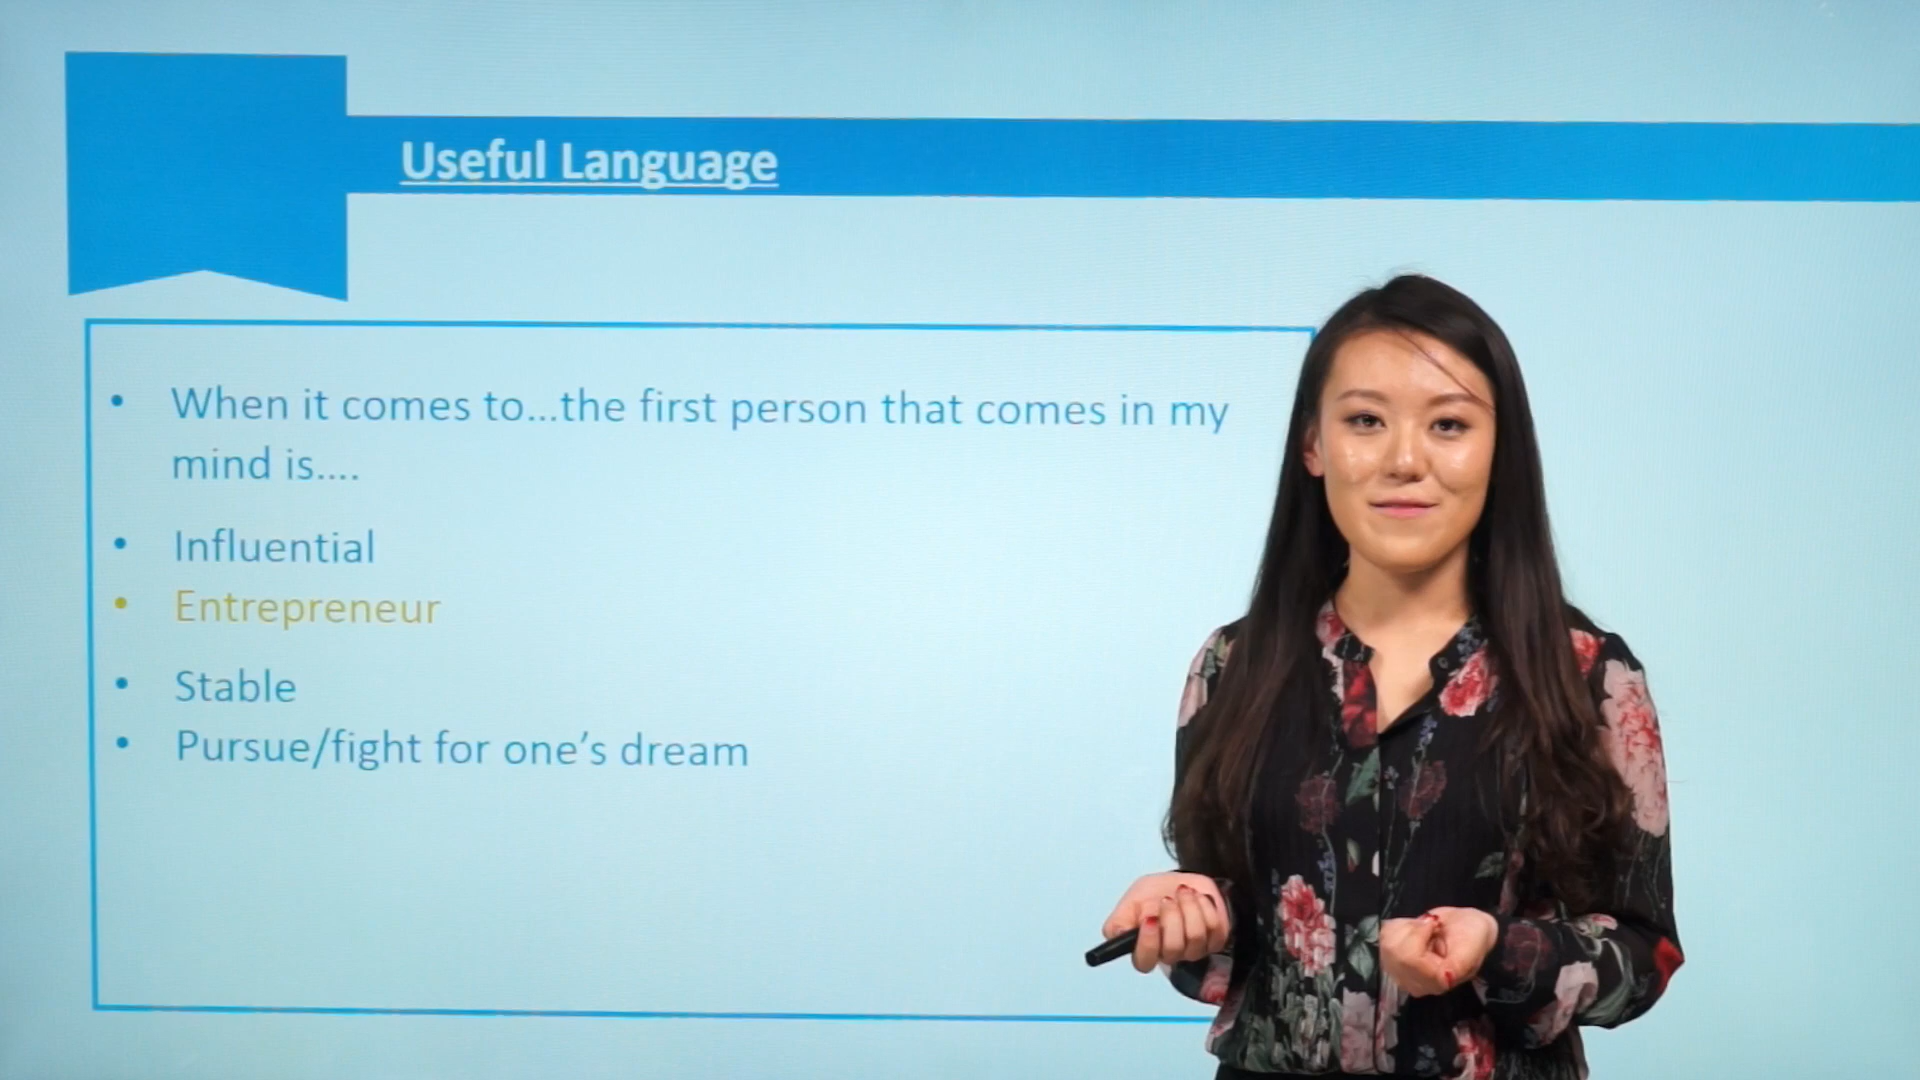 Useful Language
• When it comes to...the first person that comes in my
mind is....
• Influential
• Entrepreneur
• Stable
• Pursue/fight for one's dream